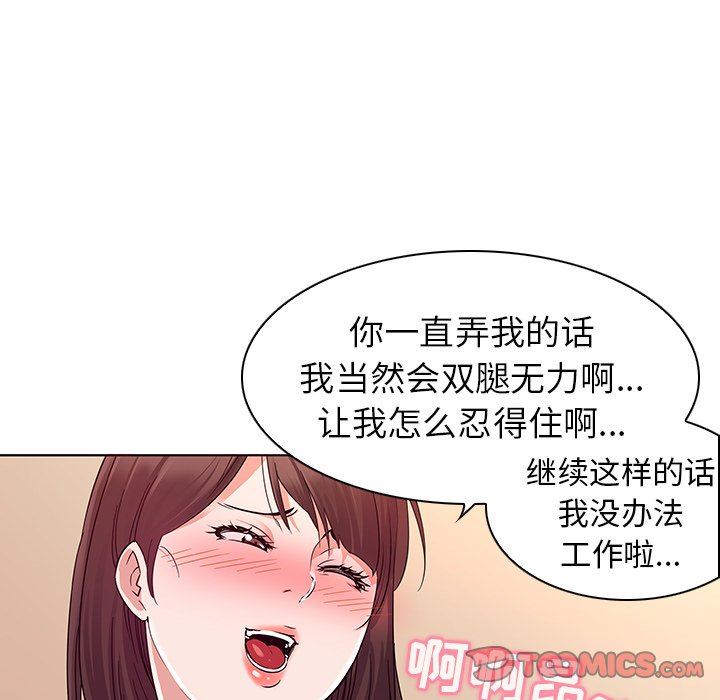 你一直弄我的话
我当然会双腿无力啊...
让我怎么忍得住啊...
继续这样的话
我没办法
工作啦...
啊啊
TOOMICS.COM